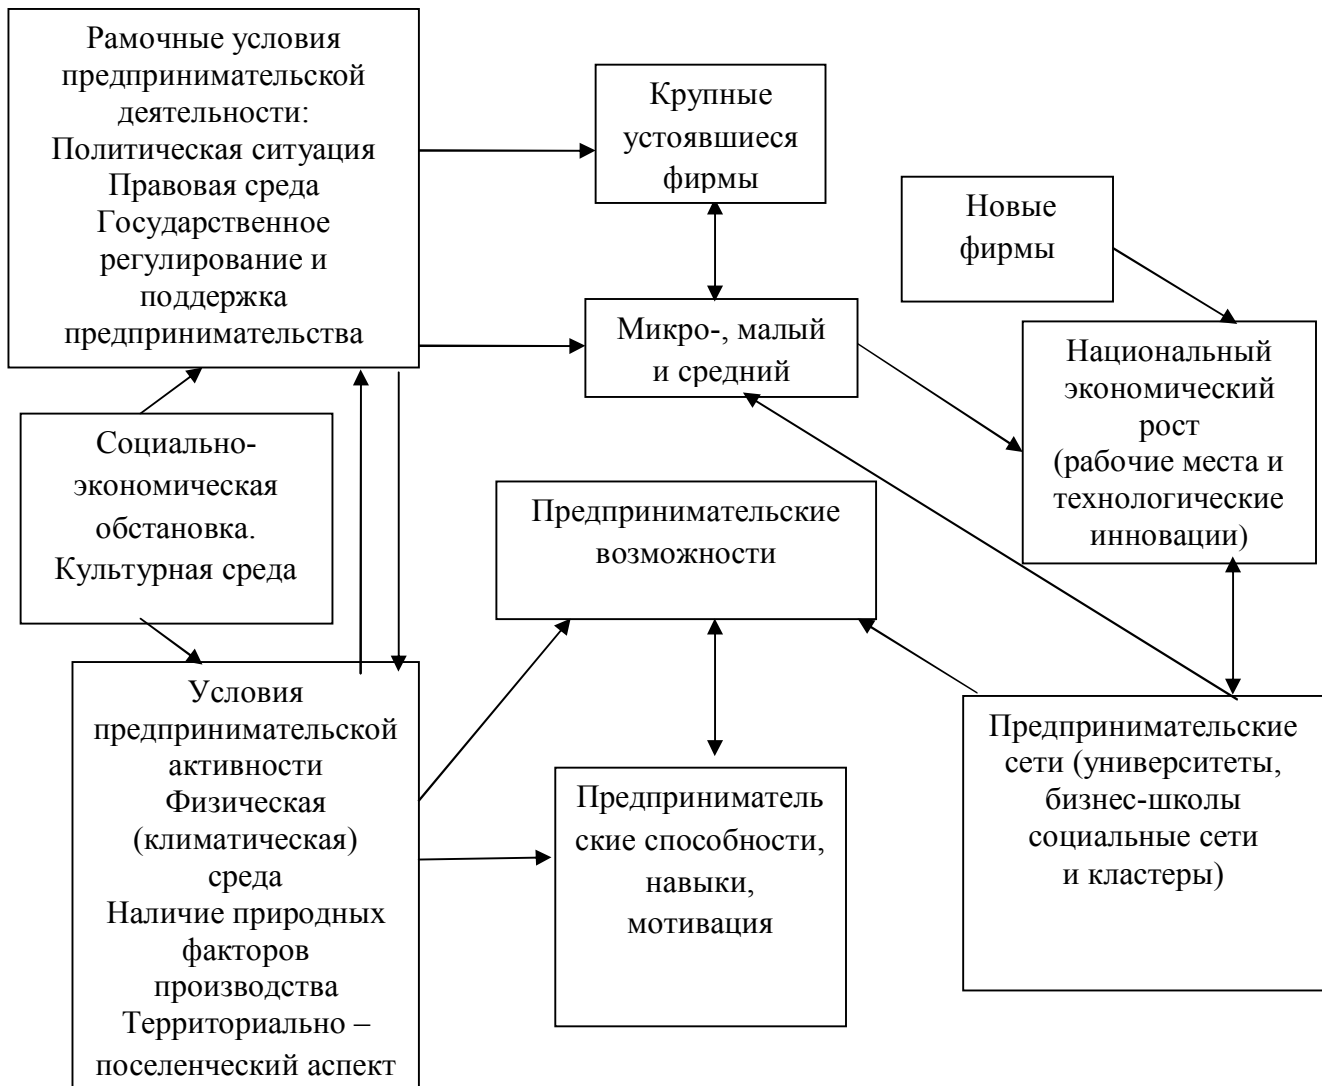 Рамочные условия
предпринимательской
деятельности:
Политическая ситуация
Правовая среда
Государственное
регулирование и
поддержка
предпринимательства
Крупные
устоявшиеся
фирмы
Новые
фирмы
Микро-, малый
и средний
Национальный
экономический
рост
(рабочие места и
технологические
инновации)
Социально-
экономическая
обстановка.
Культурная среда
Предпринимательские
возможности
Условия
предпринимательской
активности
Физическая
(климатическая)
среда
Наличие природных
факторов
производства
Территориально –
поселенческий аспект
Предприниматель
ские способности,
навыки,
мотивация
Предпринимательские
сети (университеты,
бизнес-школы
социальные сети
и кластеры)